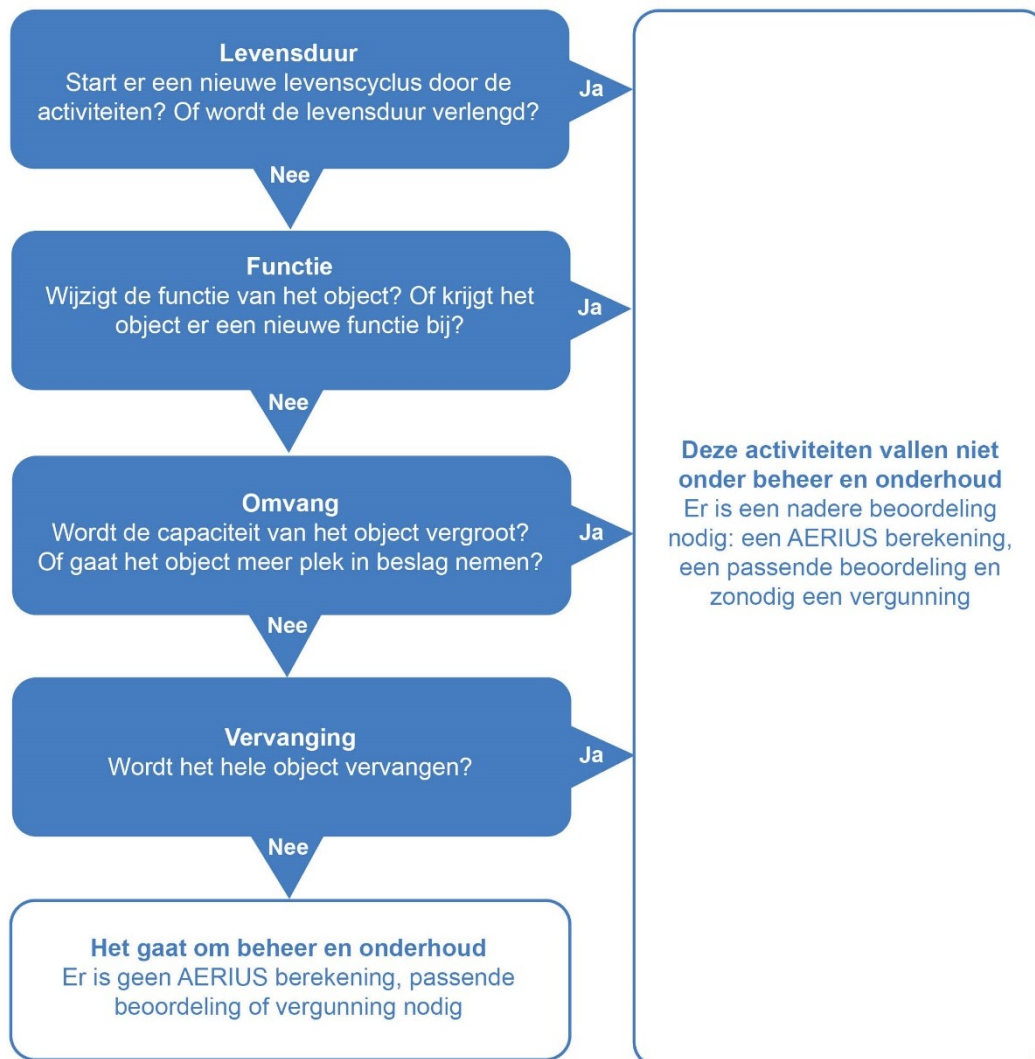 Levensduur
Start er een nieuwe levenscyclus door de
activiteiten? Of wordt de levensduur verlengd?
Ja
Nee
Functie
Wijzigt de functie van het object? Of krijgt het
object er een nieuwe functie bij?
Ja
Nee
Omvang
Wordt de capaciteit van het object vergroot?
Of gaat het object meer plek in beslag nemen?
Ja
Nee
Vervanging
Wordt het hele object vervangen?
Ja
Nee
Het gaat om beheer en onderhoud
Er is geen AERIUS berekening, passende
beoordeling of vergunning nodig
Deze activiteiten vallen niet
onder beheer en onderhoud
Er is een nadere beoordeling
nodig: een AERIUS berekening,
een passende beoordeling en
zonodig een vergunning